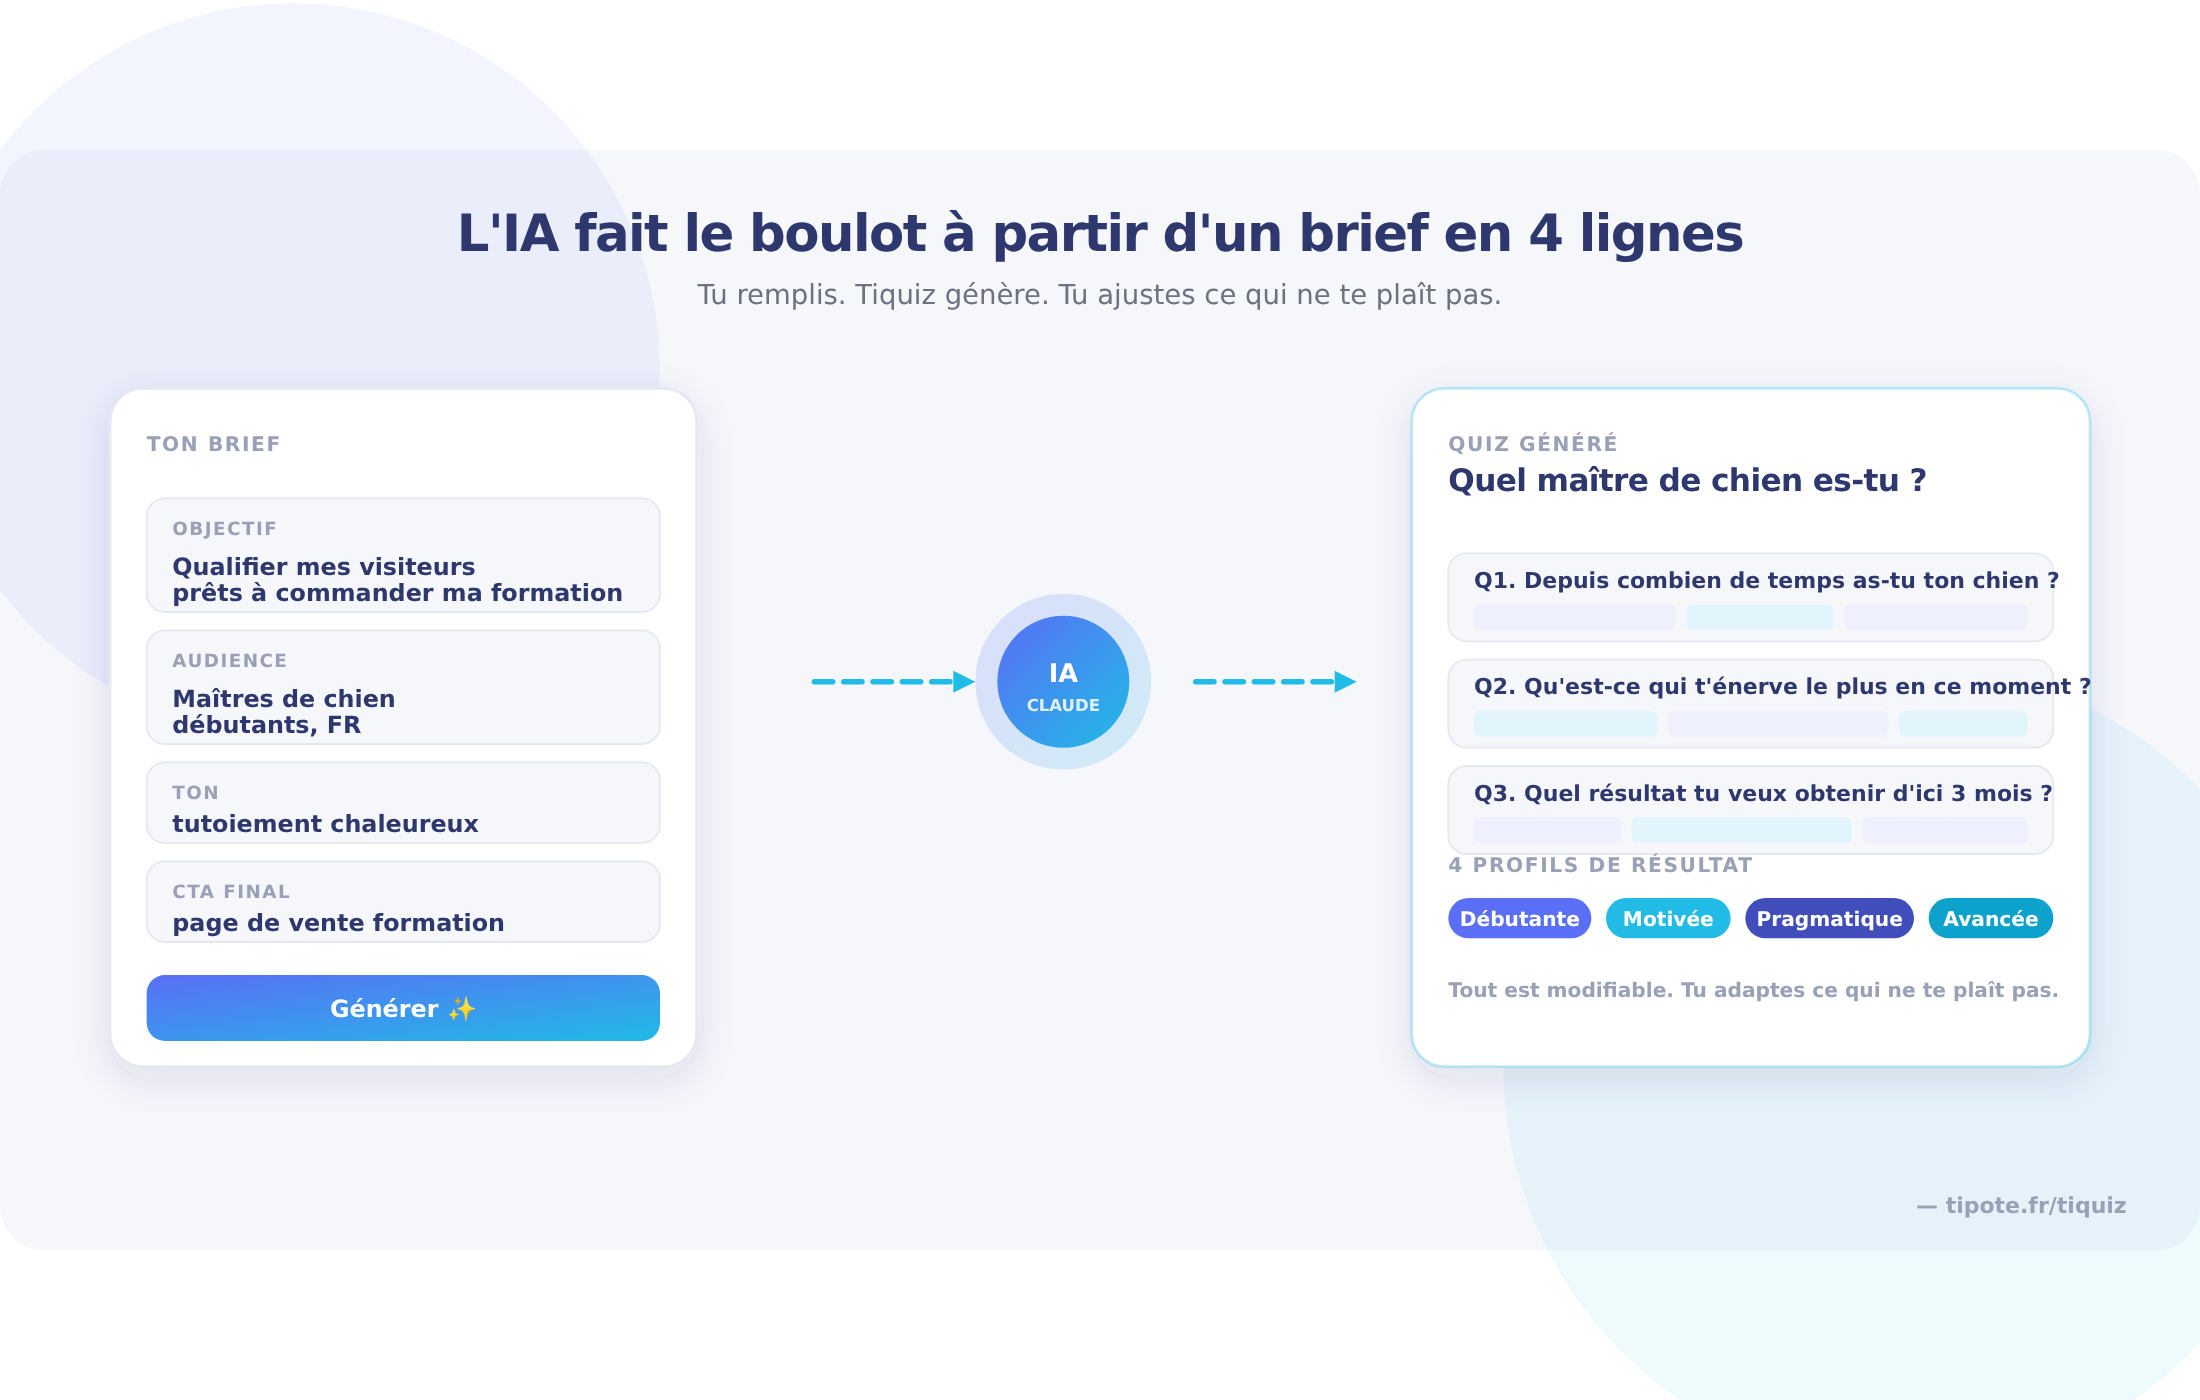 L'IA fait le boulot à partir d'un brief en 4 lignes
Tu remplis. Tiquiz génère. Tu ajustes ce qui ne te plaît pas.
TON BRIEF
OBJECTIF
Qualifier mes visiteurs
prêts à commander ma formation
AUDIENCE
Maîtres de chien
débutants, FR
TON
tutoiement chaleureux
CTA FINAL
page de vente formation
Générer ✨
IA
CLAUDE
QUIZ GÉNÉRÉ
Quel maître de chien es-tu ?
Q1. Depuis combien de temps as-tu ton chien ?
Q2. Qu'est-ce qui t'énerve le plus en ce moment ?
Q3. Quel résultat tu veux obtenir d'ici 3 mois ?
4 PROFILS DE RÉSULTAT
Débutante Motivée Pragmatique Avancée
Tout est modifiable. Tu adaptes ce qui ne te plaît pas.
— tipote.fr/tiquiz